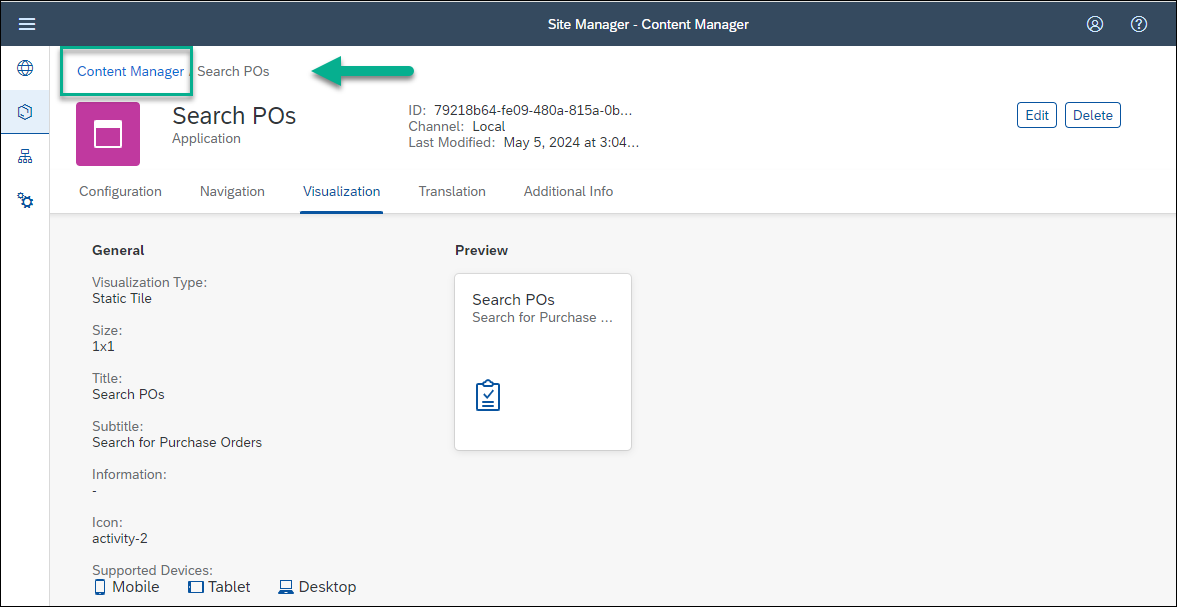 Site Manager - Content Manager
Content Manager / Search POs
Search POs
Application
ID: 79218b64-fe09-480a-815a-0b...
Channel: Local
Last Modified: May 5, 2024 at 3:04...
Edit Delete
Configuration Navigation Visualization Translation Additional Info
General
Visualization Type:
Static Tile
Size:
1x1
Title:
Search POs
Subtitle:
Search for Purchase Orders
Information:
-
Icon:
activity-2
Supported Devices:
Mobile Tablet Desktop
Preview
Search POs
Search for Purchase ...